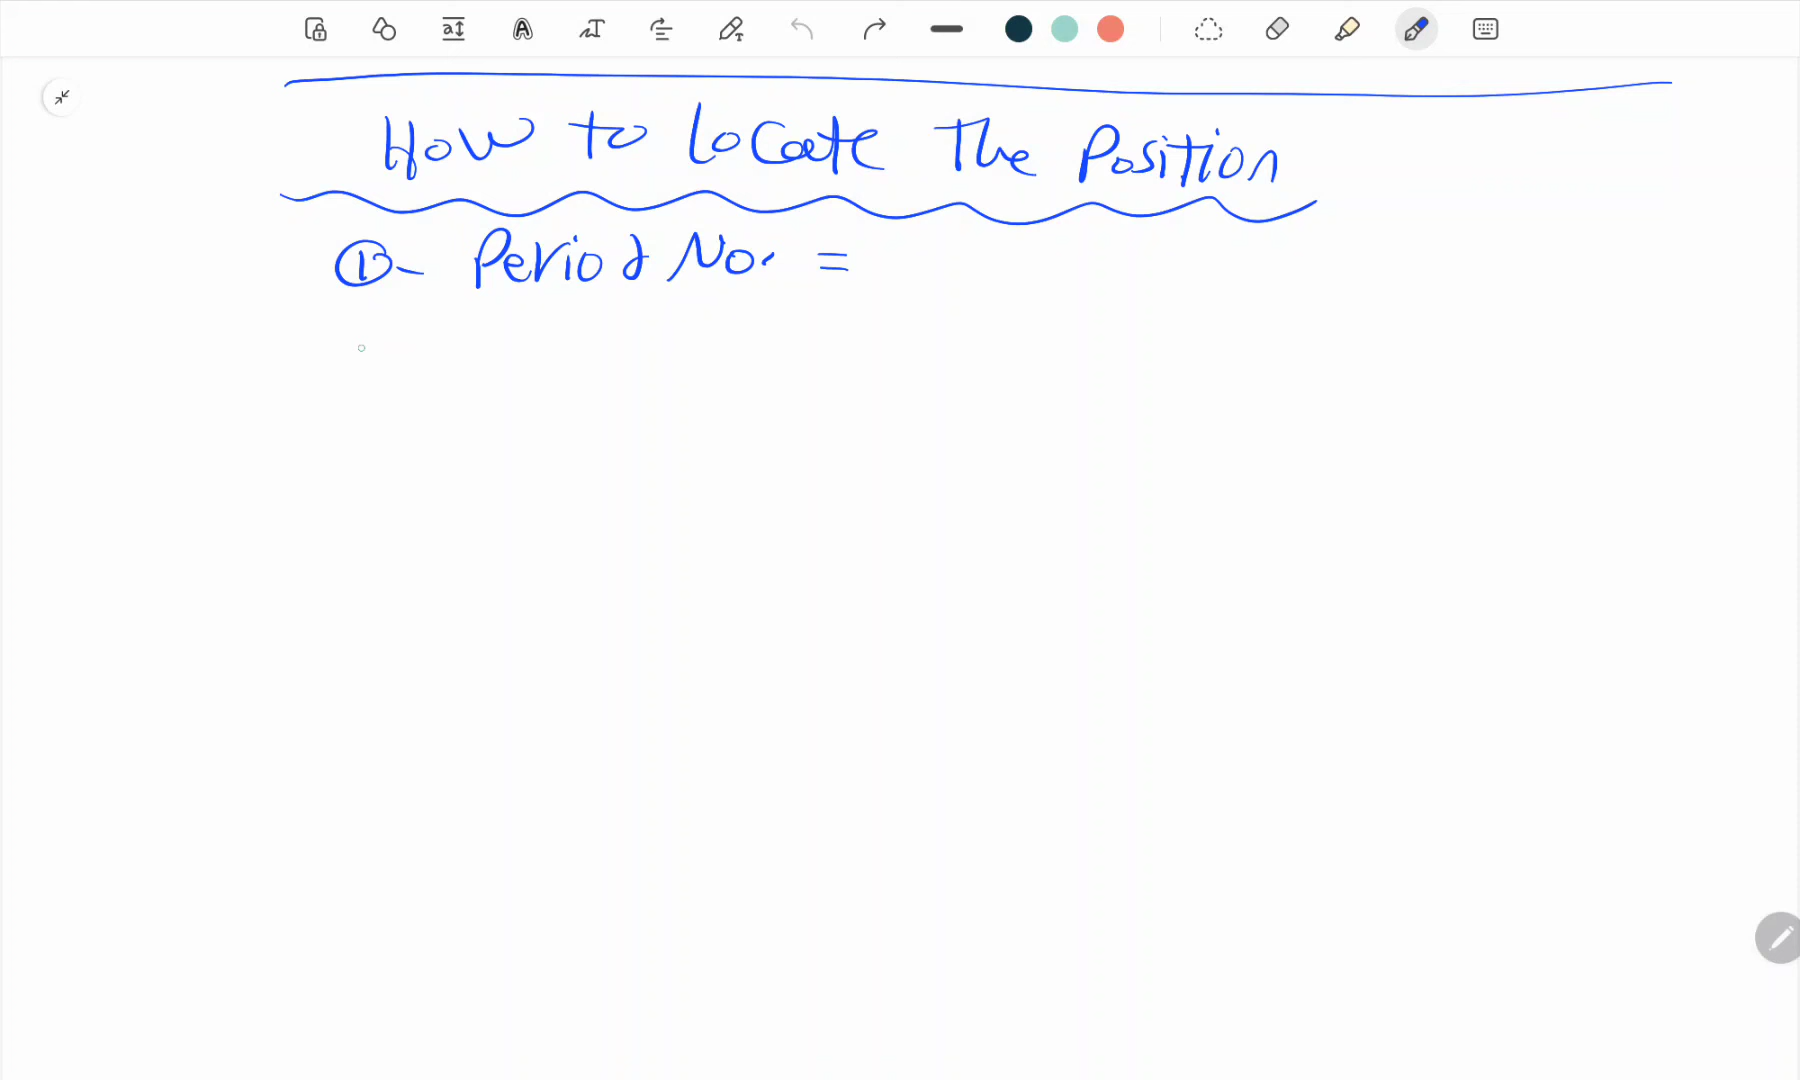 How to Locate The Position
①- Period No. =